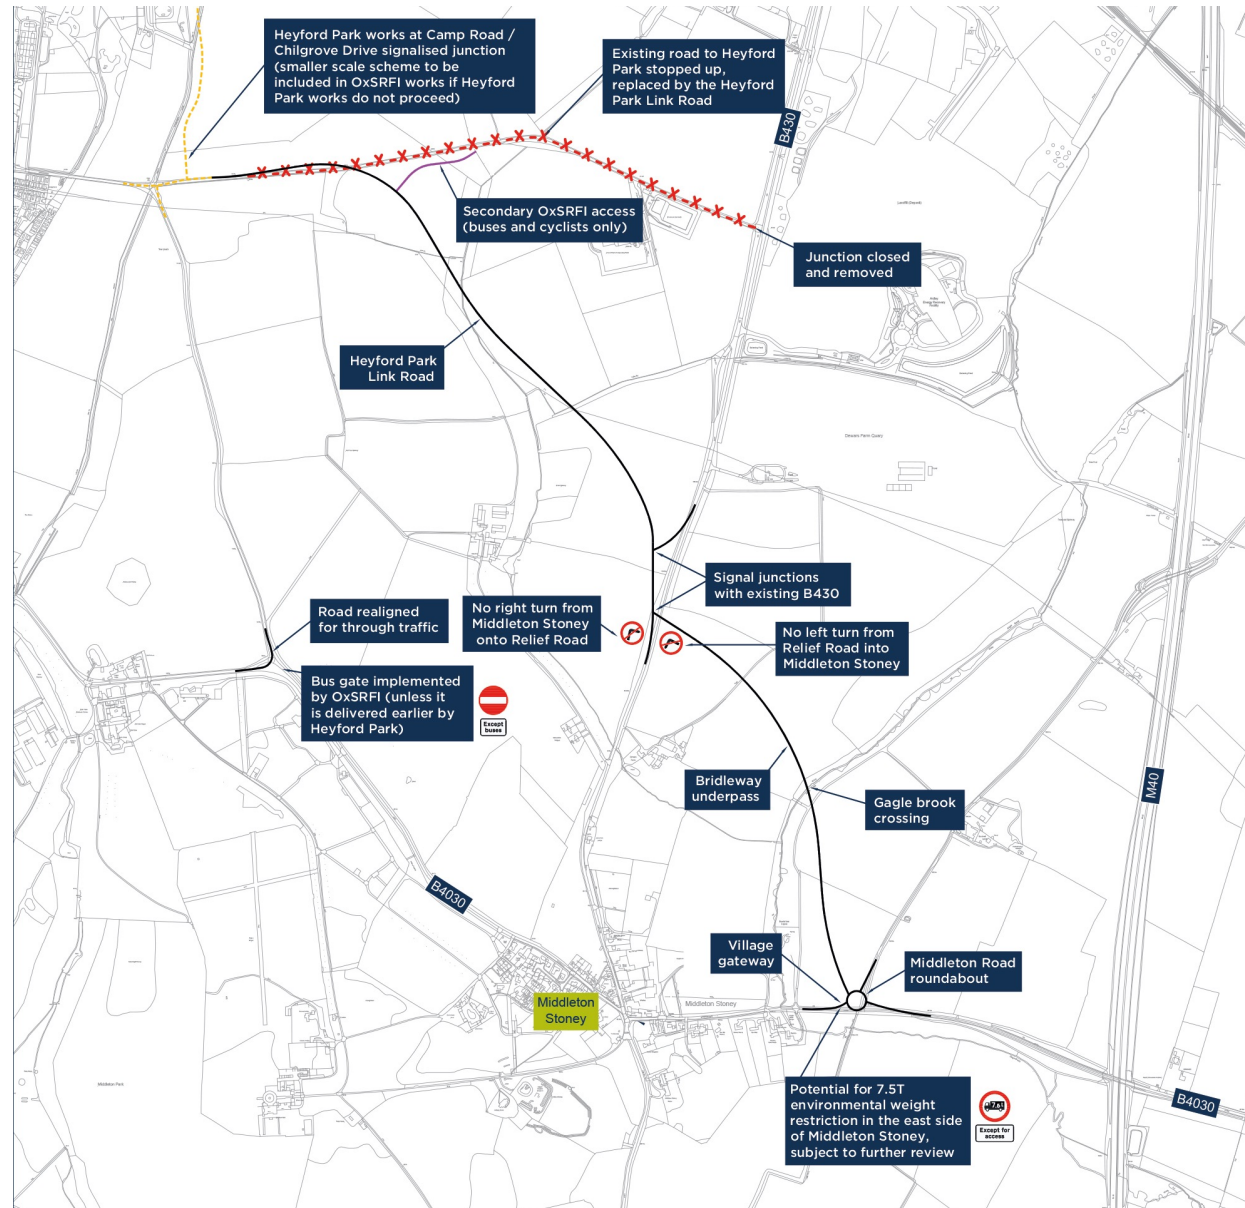 Heyford Park works at Camp Road /
Chilgrove Drive signalised junction
(smaller scale scheme to be
included in OxSRFI works if Heyford
Park works do not proceed)
Existing road to Heyford
Park stopped up,
replaced by the Heyford
Park Link Road
B430
Secondary OxSRFI access
(buses and cyclists only)
Junction closed
and removed
Heyford Park
Link Road
Dewars Farm Quarry
Signal junctions
with existing B430
No right turn from
Middleton Stoney
onto Relief Road
No left turn from
Relief Road into
Middleton Stoney
Road realigned
for through traffic
Bus gate implemented
by OxSRFI (unless it
is delivered earlier by
Heyford Park)
Except
buses
Bridleway
underpass
Gagle brook
crossing
M40
B4030
Village
gateway
Middleton Road
roundabout
Middleton
Stoney
Middleton Stoney
Middleton Park
Potential for 7.5T
environmental weight
restriction in the east side
of Middleton Stoney,
subject to further review
Except for
access
B4030